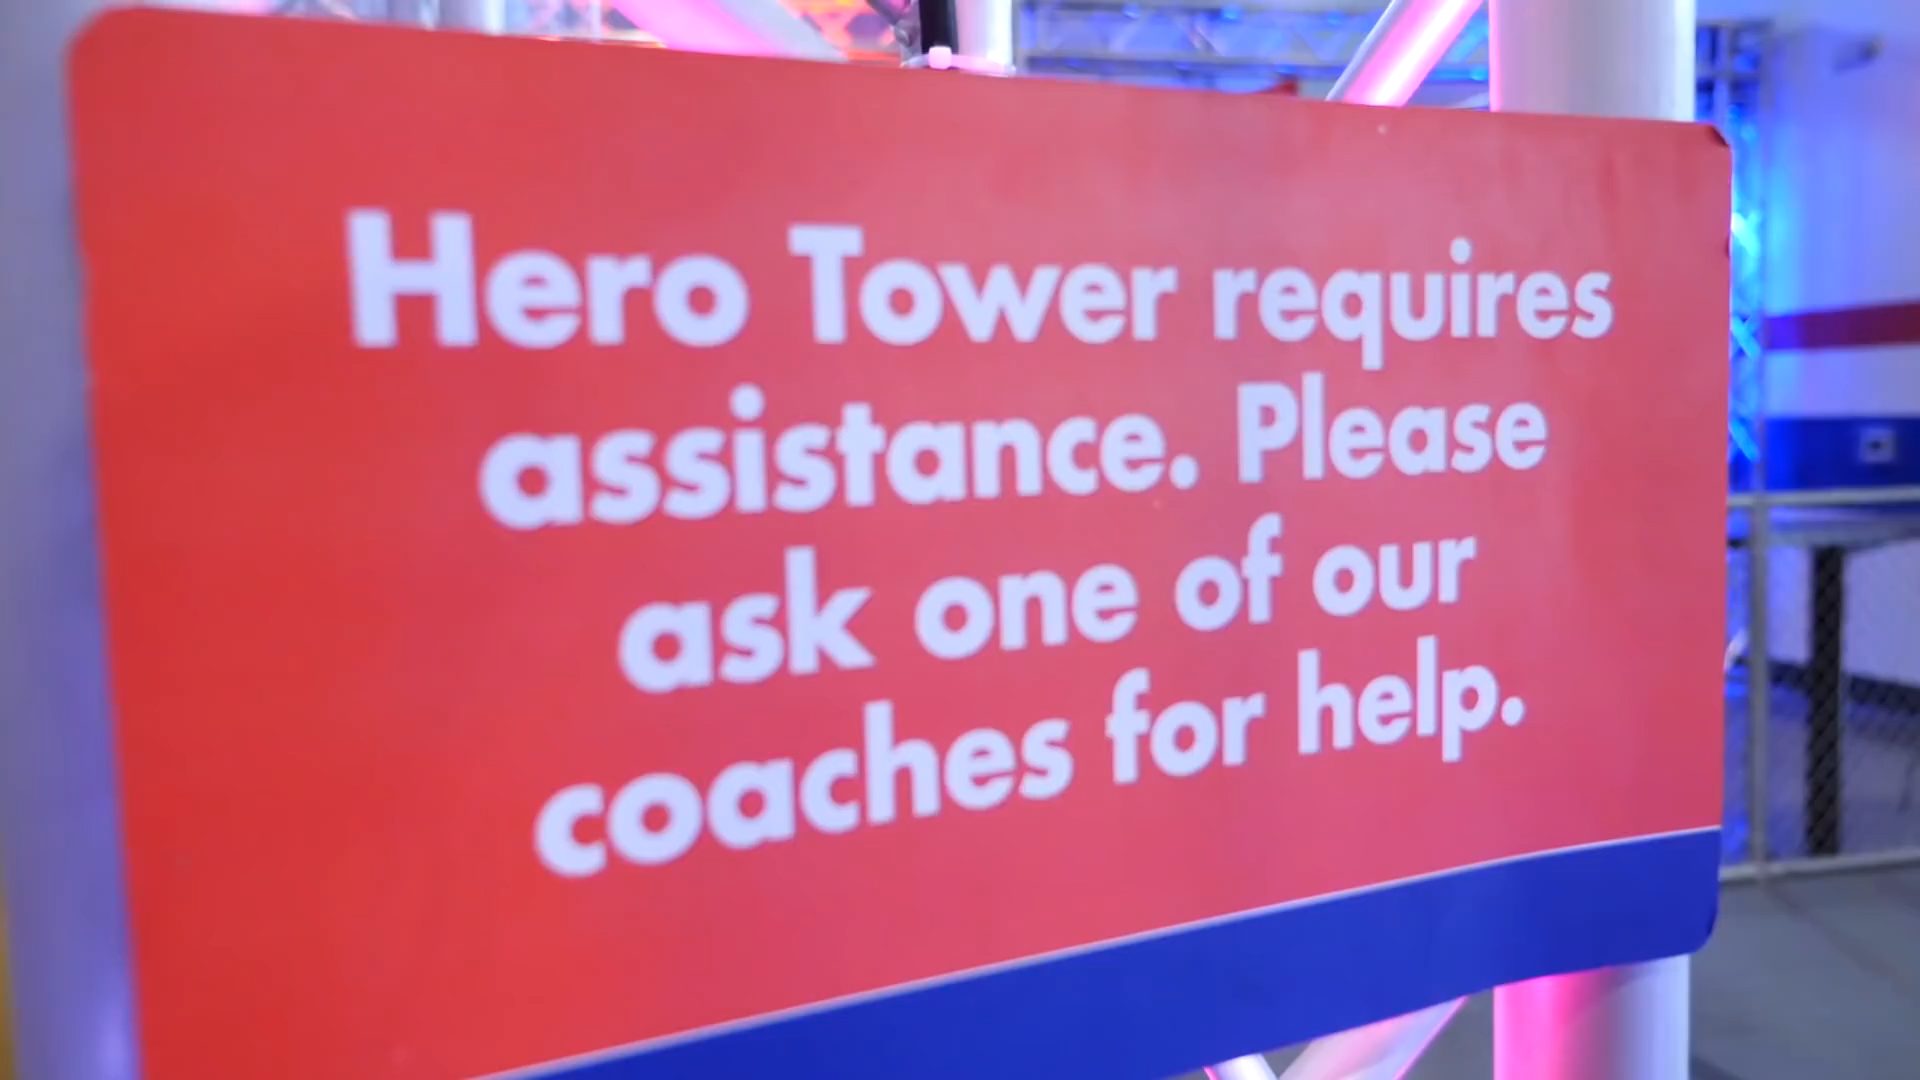 Hero Tower requires
assistance. Please
ask one of our
coaches for help.